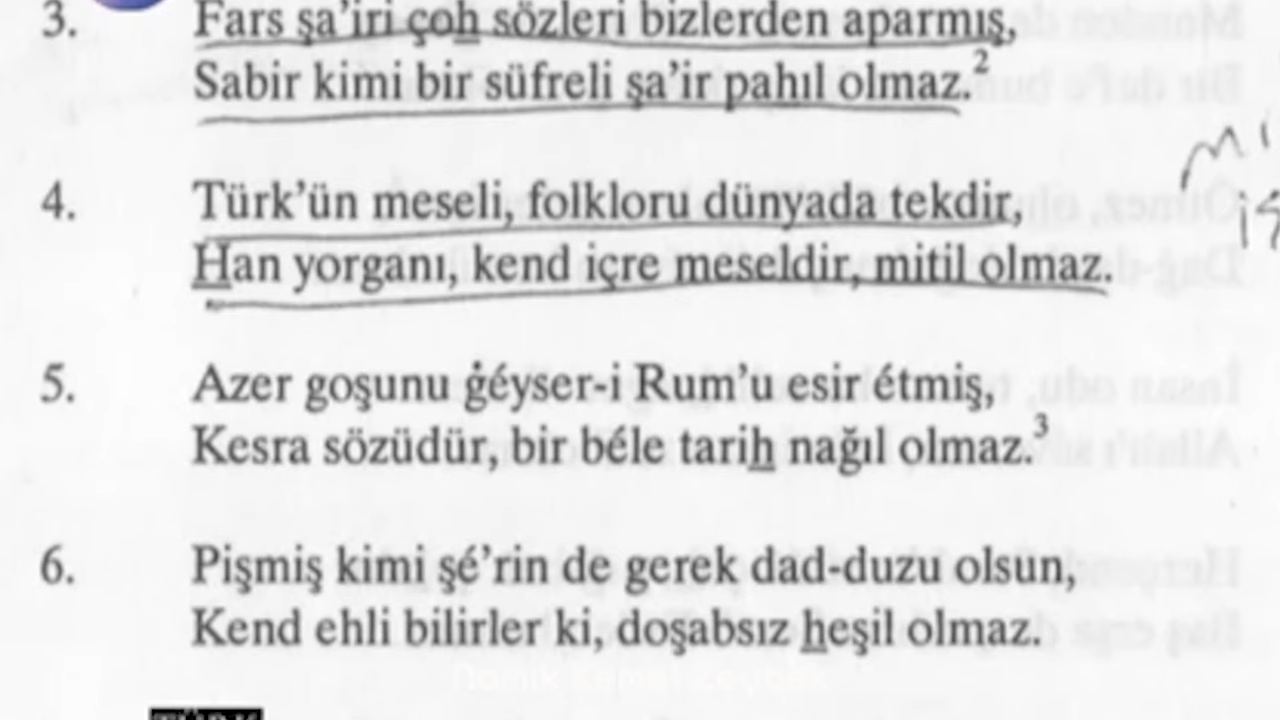 3. Fars şa’iri çoẖ sözleri bizlerden aparmış,
Sabir kimi bir süfreli şa’ir pahıl olmaz.²
4. Türk’ün meseli, folkloru dünyada tekdir,
H̱an yorganı, kend içre meseldir, mitil olmaz.
5. Azer goşunu ġéyser-i Rum’u esir étmiş,
Kesra sözüdür, bir béle tariẖ nağıl olmaz.³
6. Pişmiş kimi şé’rin de gerek dad-duzu olsun,
Kend ehli bilirler ki, doşabsız ẖeşil olmaz.